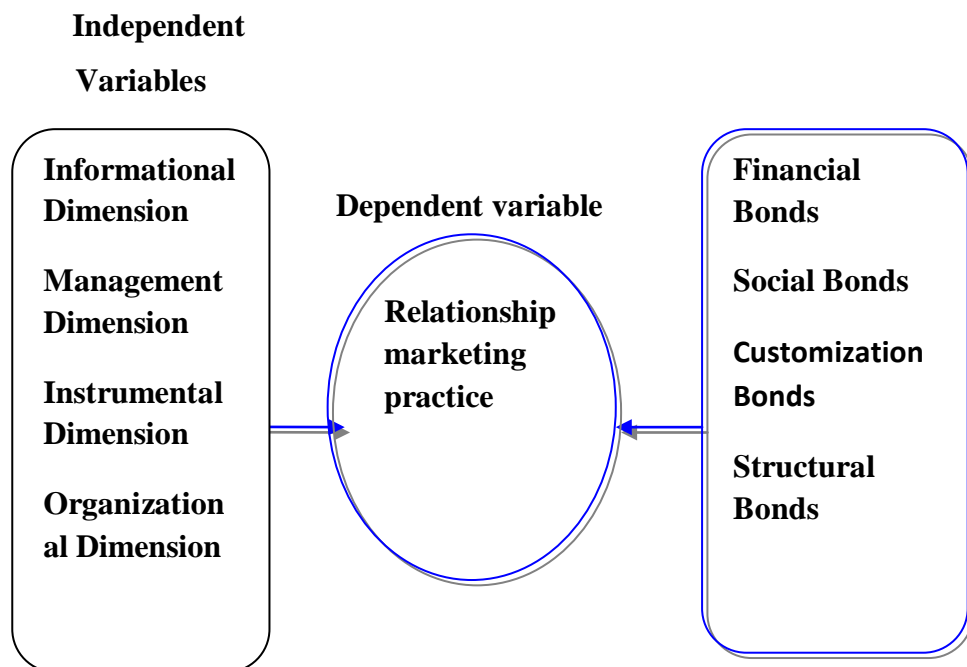 Independent
Variables
Informational
Dimension
Management
Dimension
Instrumental
Dimension
Organization
al Dimension
Dependent variable
Relationship
marketing
practice
Financial
Bonds
Social Bonds
Customization
Bonds
Structural
Bonds